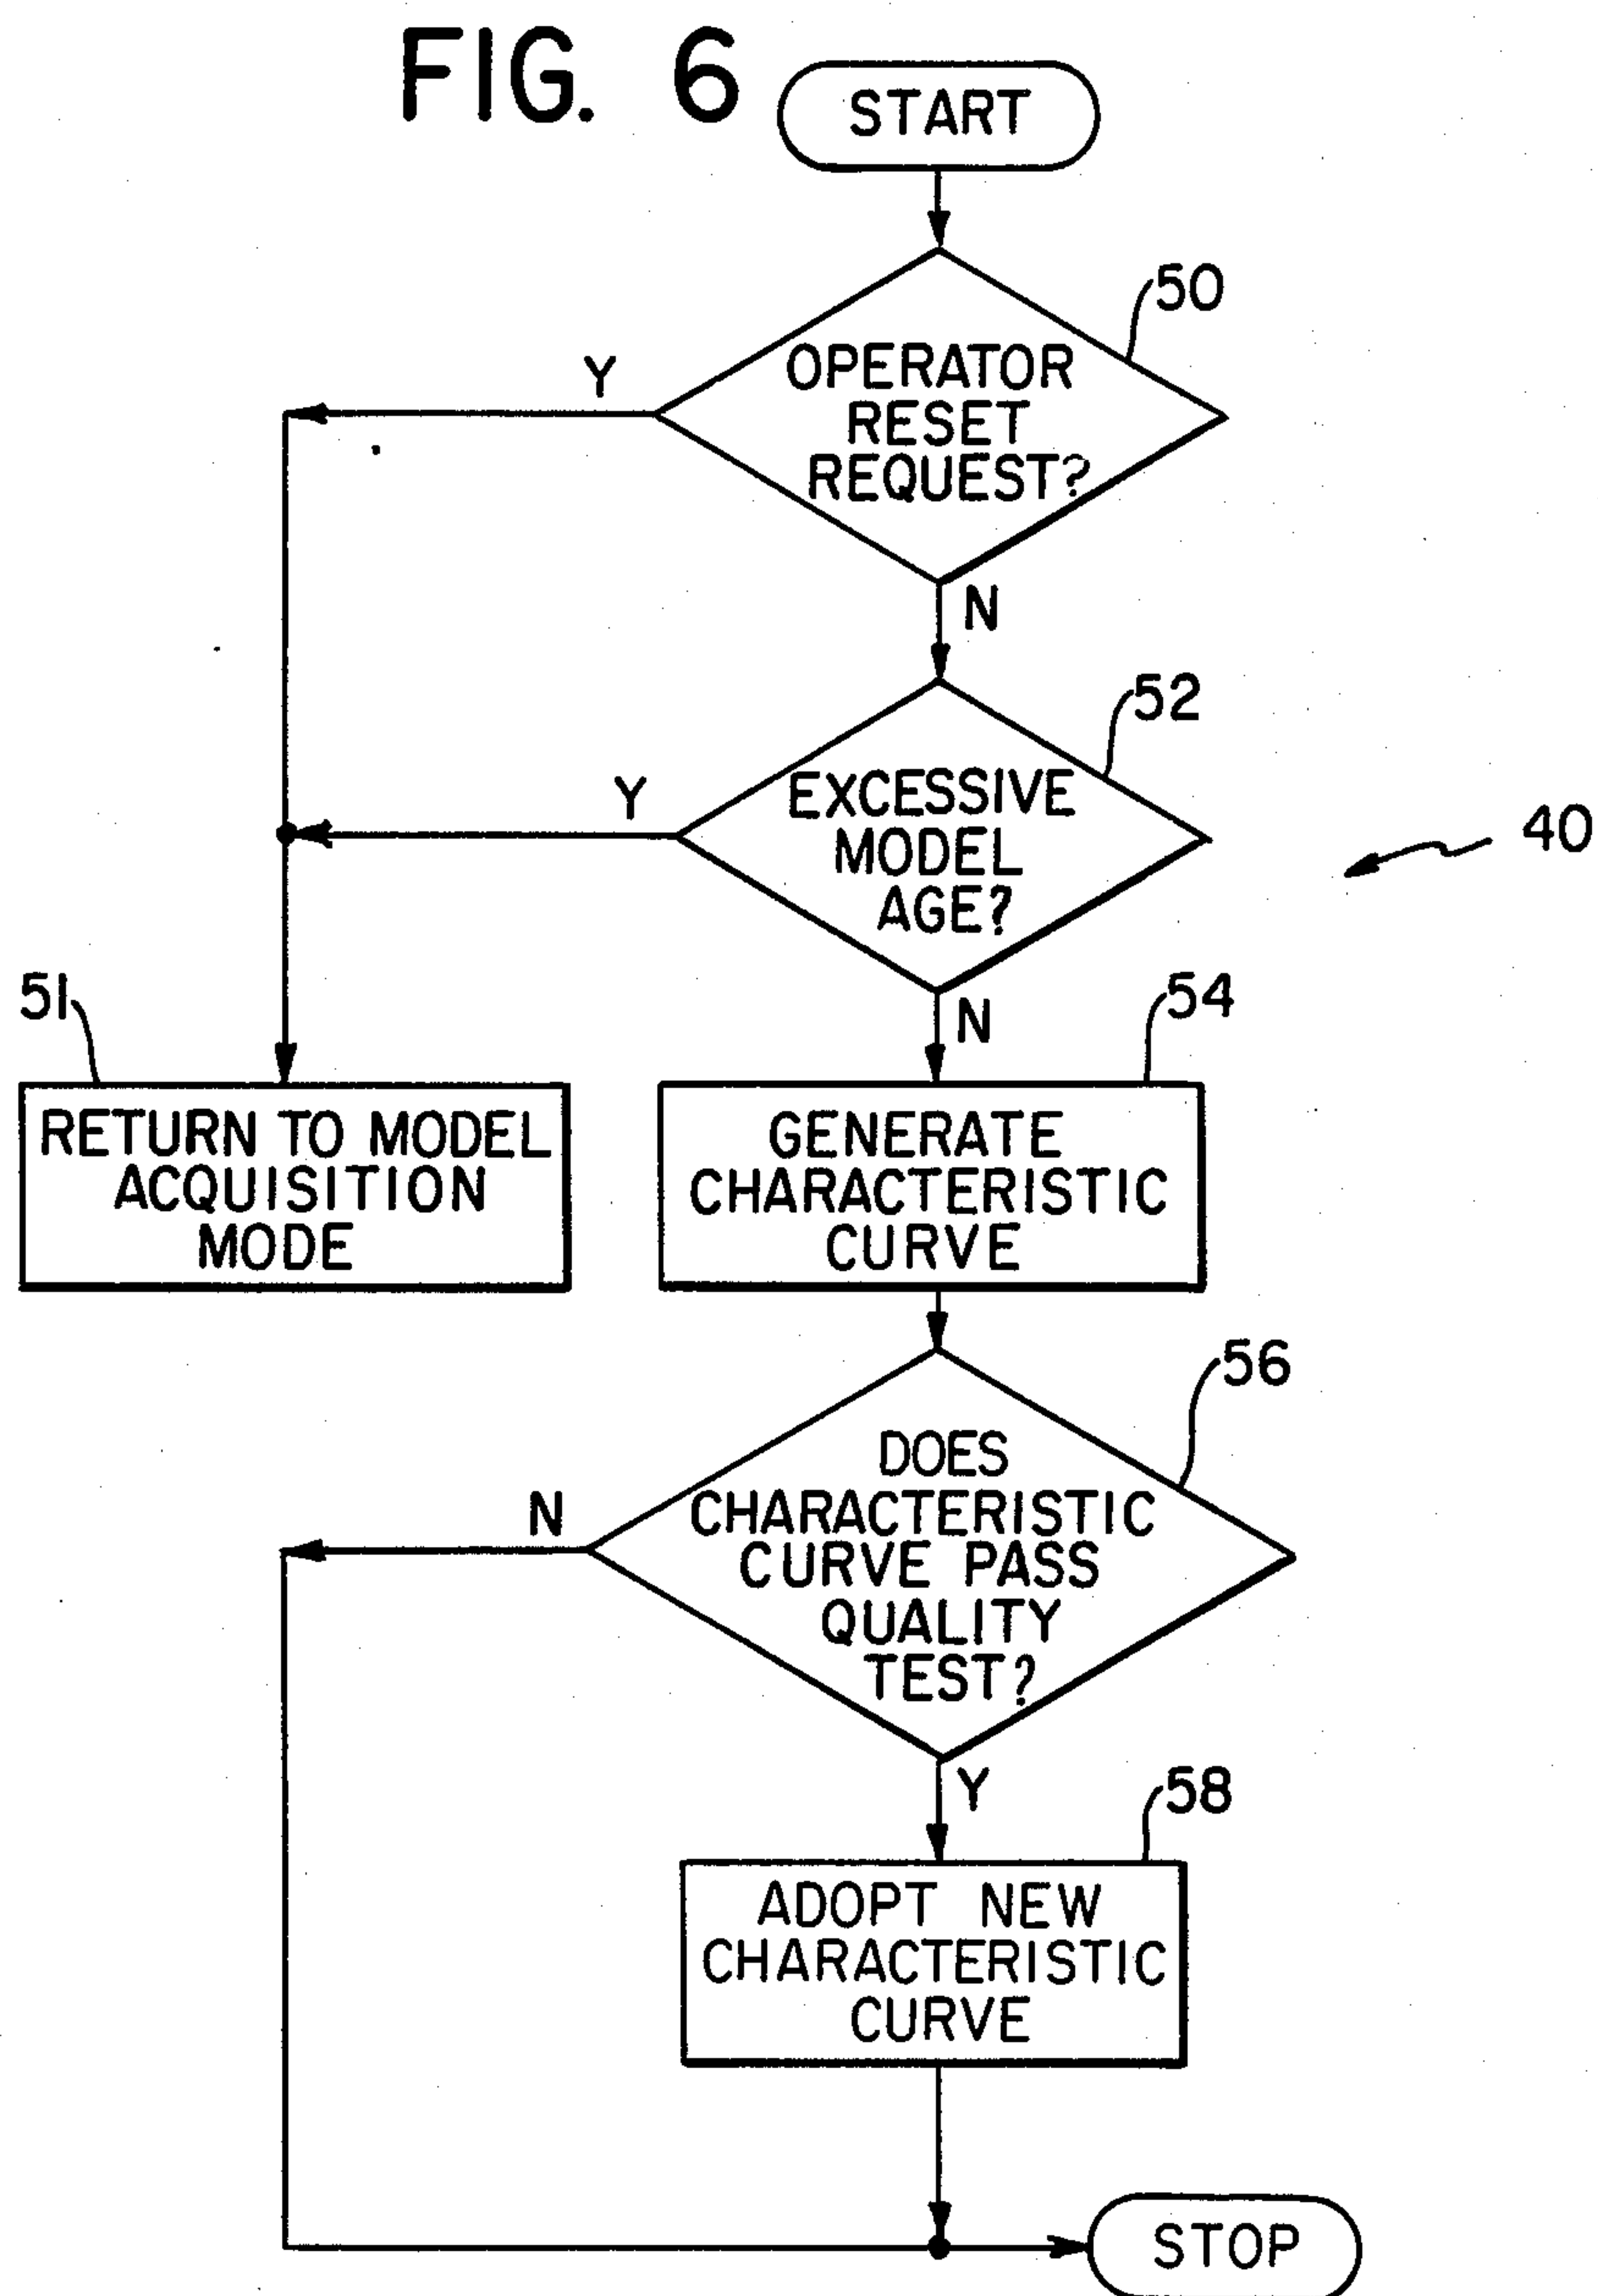 FIG. 6
START
50
OPERATOR
RESET
REQUEST?
Y
N
52
EXCESSIVE
MODEL
AGE?
Y
N
40
51
RETURN TO MODEL
ACQUISITION
MODE
54
GENERATE
CHARACTERISTIC
CURVE
56
DOES
CHARACTERISTIC
CURVE PASS
QUALITY
TEST?
N
Y
58
ADOPT NEW
CHARACTERISTIC
CURVE
STOP